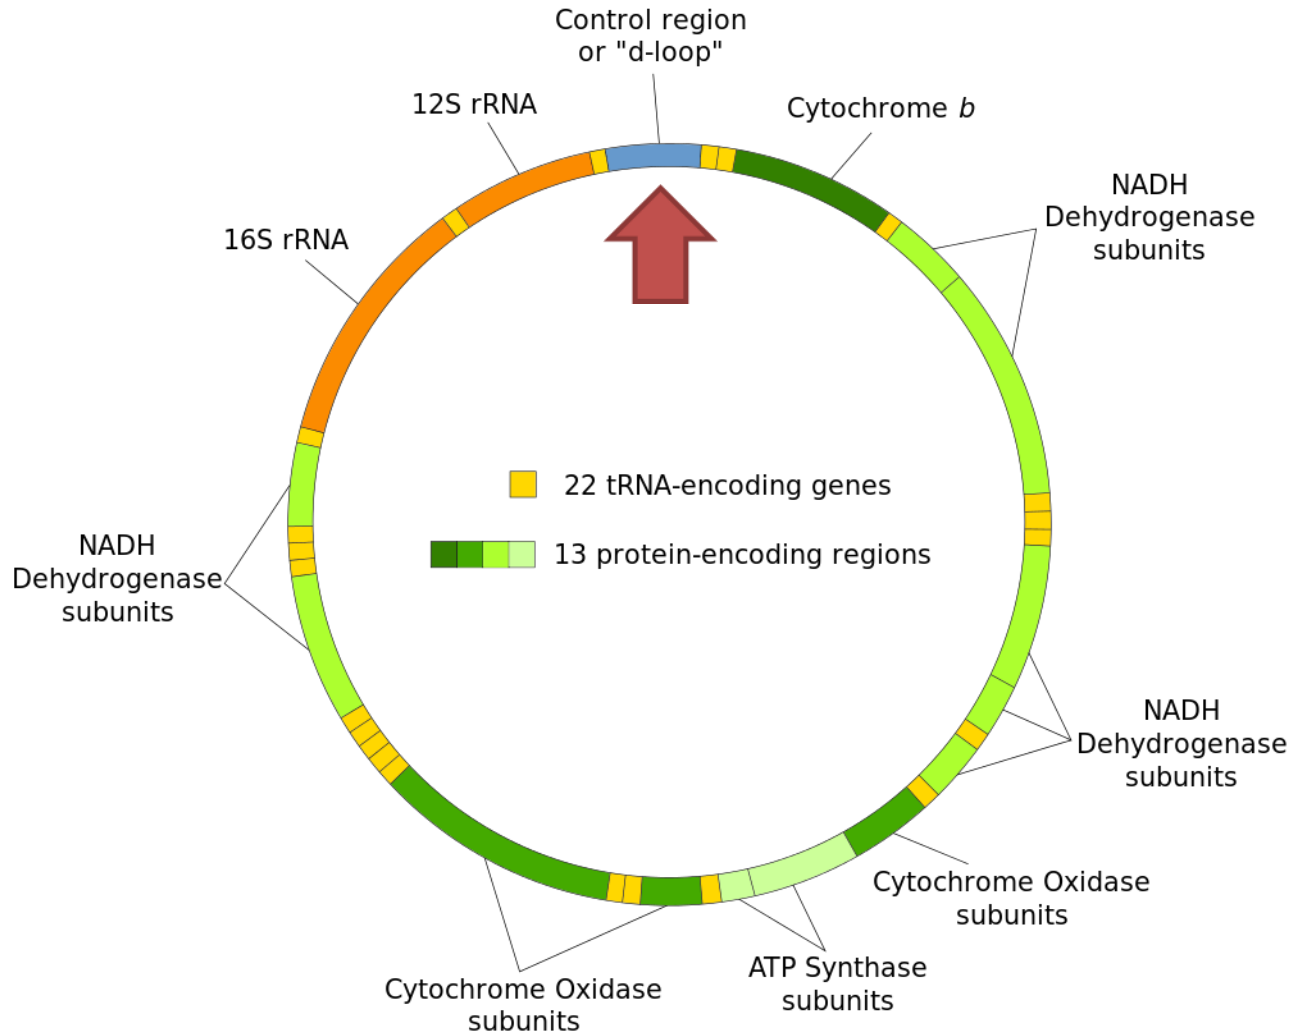 Control region
or "d-loop"
12S rRNA
Cytochrome b
16S rRNA
NADH
Dehydrogenase
subunits
22 tRNA-encoding genes
13 protein-encoding regions
NADH
Dehydrogenase
subunits
NADH
Dehydrogenase
subunits
Cytochrome Oxidase
subunits
ATP Synthase
subunits
Cytochrome Oxidase
subunits